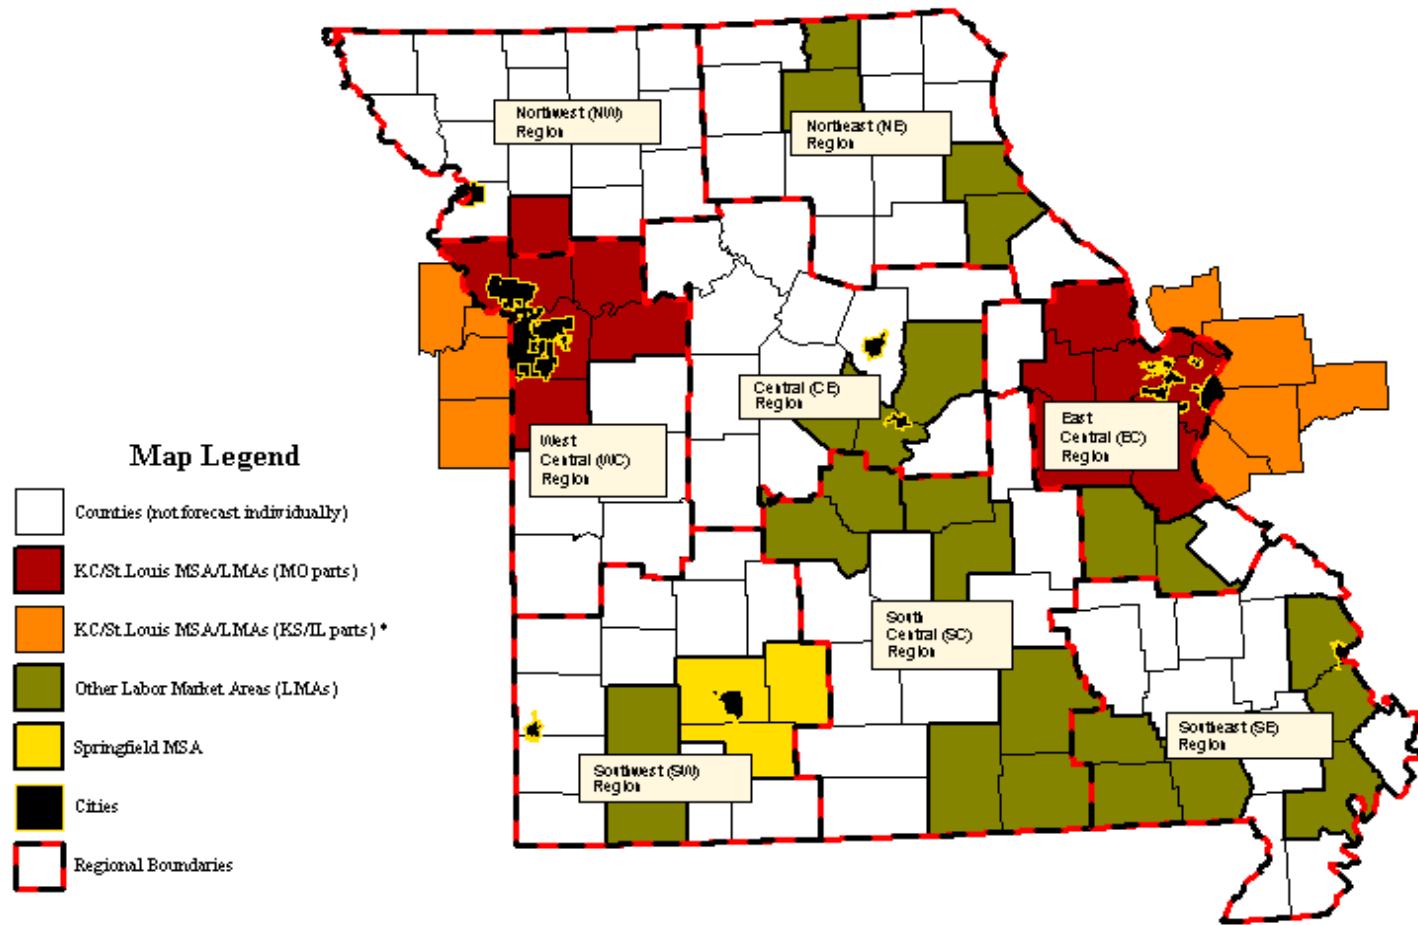 Northwest (NW)
Region
Northeast (NE)
Region
Central (CE)
Region
East
Central (EC)
Region
West
Central (WC)
Region
South
Central (SC)
Region
Southeast (SE)
Region
Southwest (SW)
Region
Map Legend
Counties (not forecast individually)
KC/St.Louis MSA/LMAs (MO parts)
KC/St.Louis MSA/LMAs (KS/IL parts) *
Other Labor Market Areas (LMAs)
Springfield MSA
Cities
Regional Boundaries